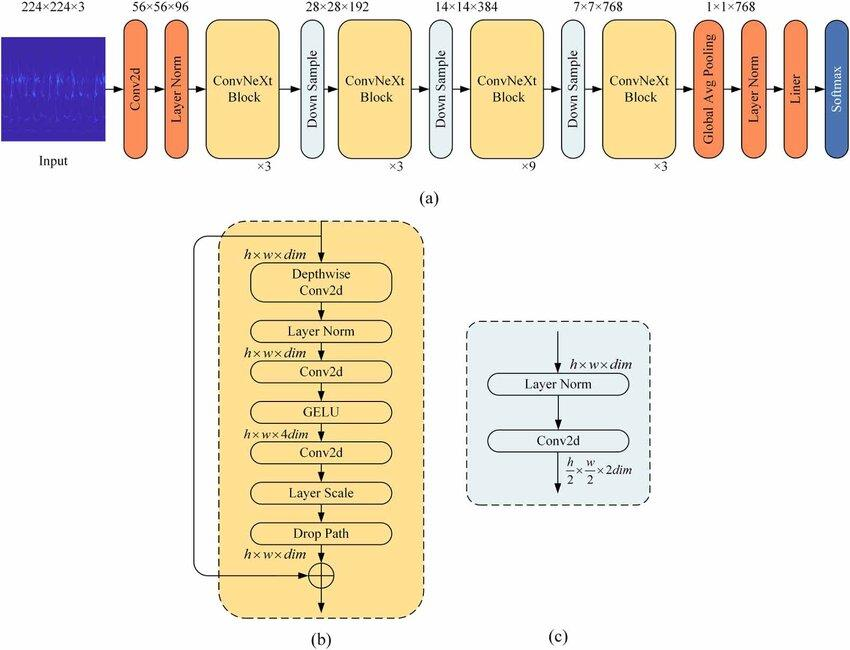 224×224×3
56×56×96
28×28×192
14×14×384
7×7×768
1×1×768
Input
Conv2d
Layer Norm
ConvNeXt
Block
×3
Down Sample
ConvNeXt
Block
×3
Down Sample
ConvNeXt
Block
×9
Down Sample
ConvNeXt
Block
×3
Global Avg Pooling
Layer Norm
Liner
Softmax
(a)
h×w×dim
Depthwise
Conv2d
Layer Norm
h×w×dim
Conv2d
GELU
h×w×4dim
Conv2d
Layer Scale
Drop Path
h×w×dim
(b)
h×w×dim
Layer Norm
Conv2d
h/2×w/2×2dim
(c)